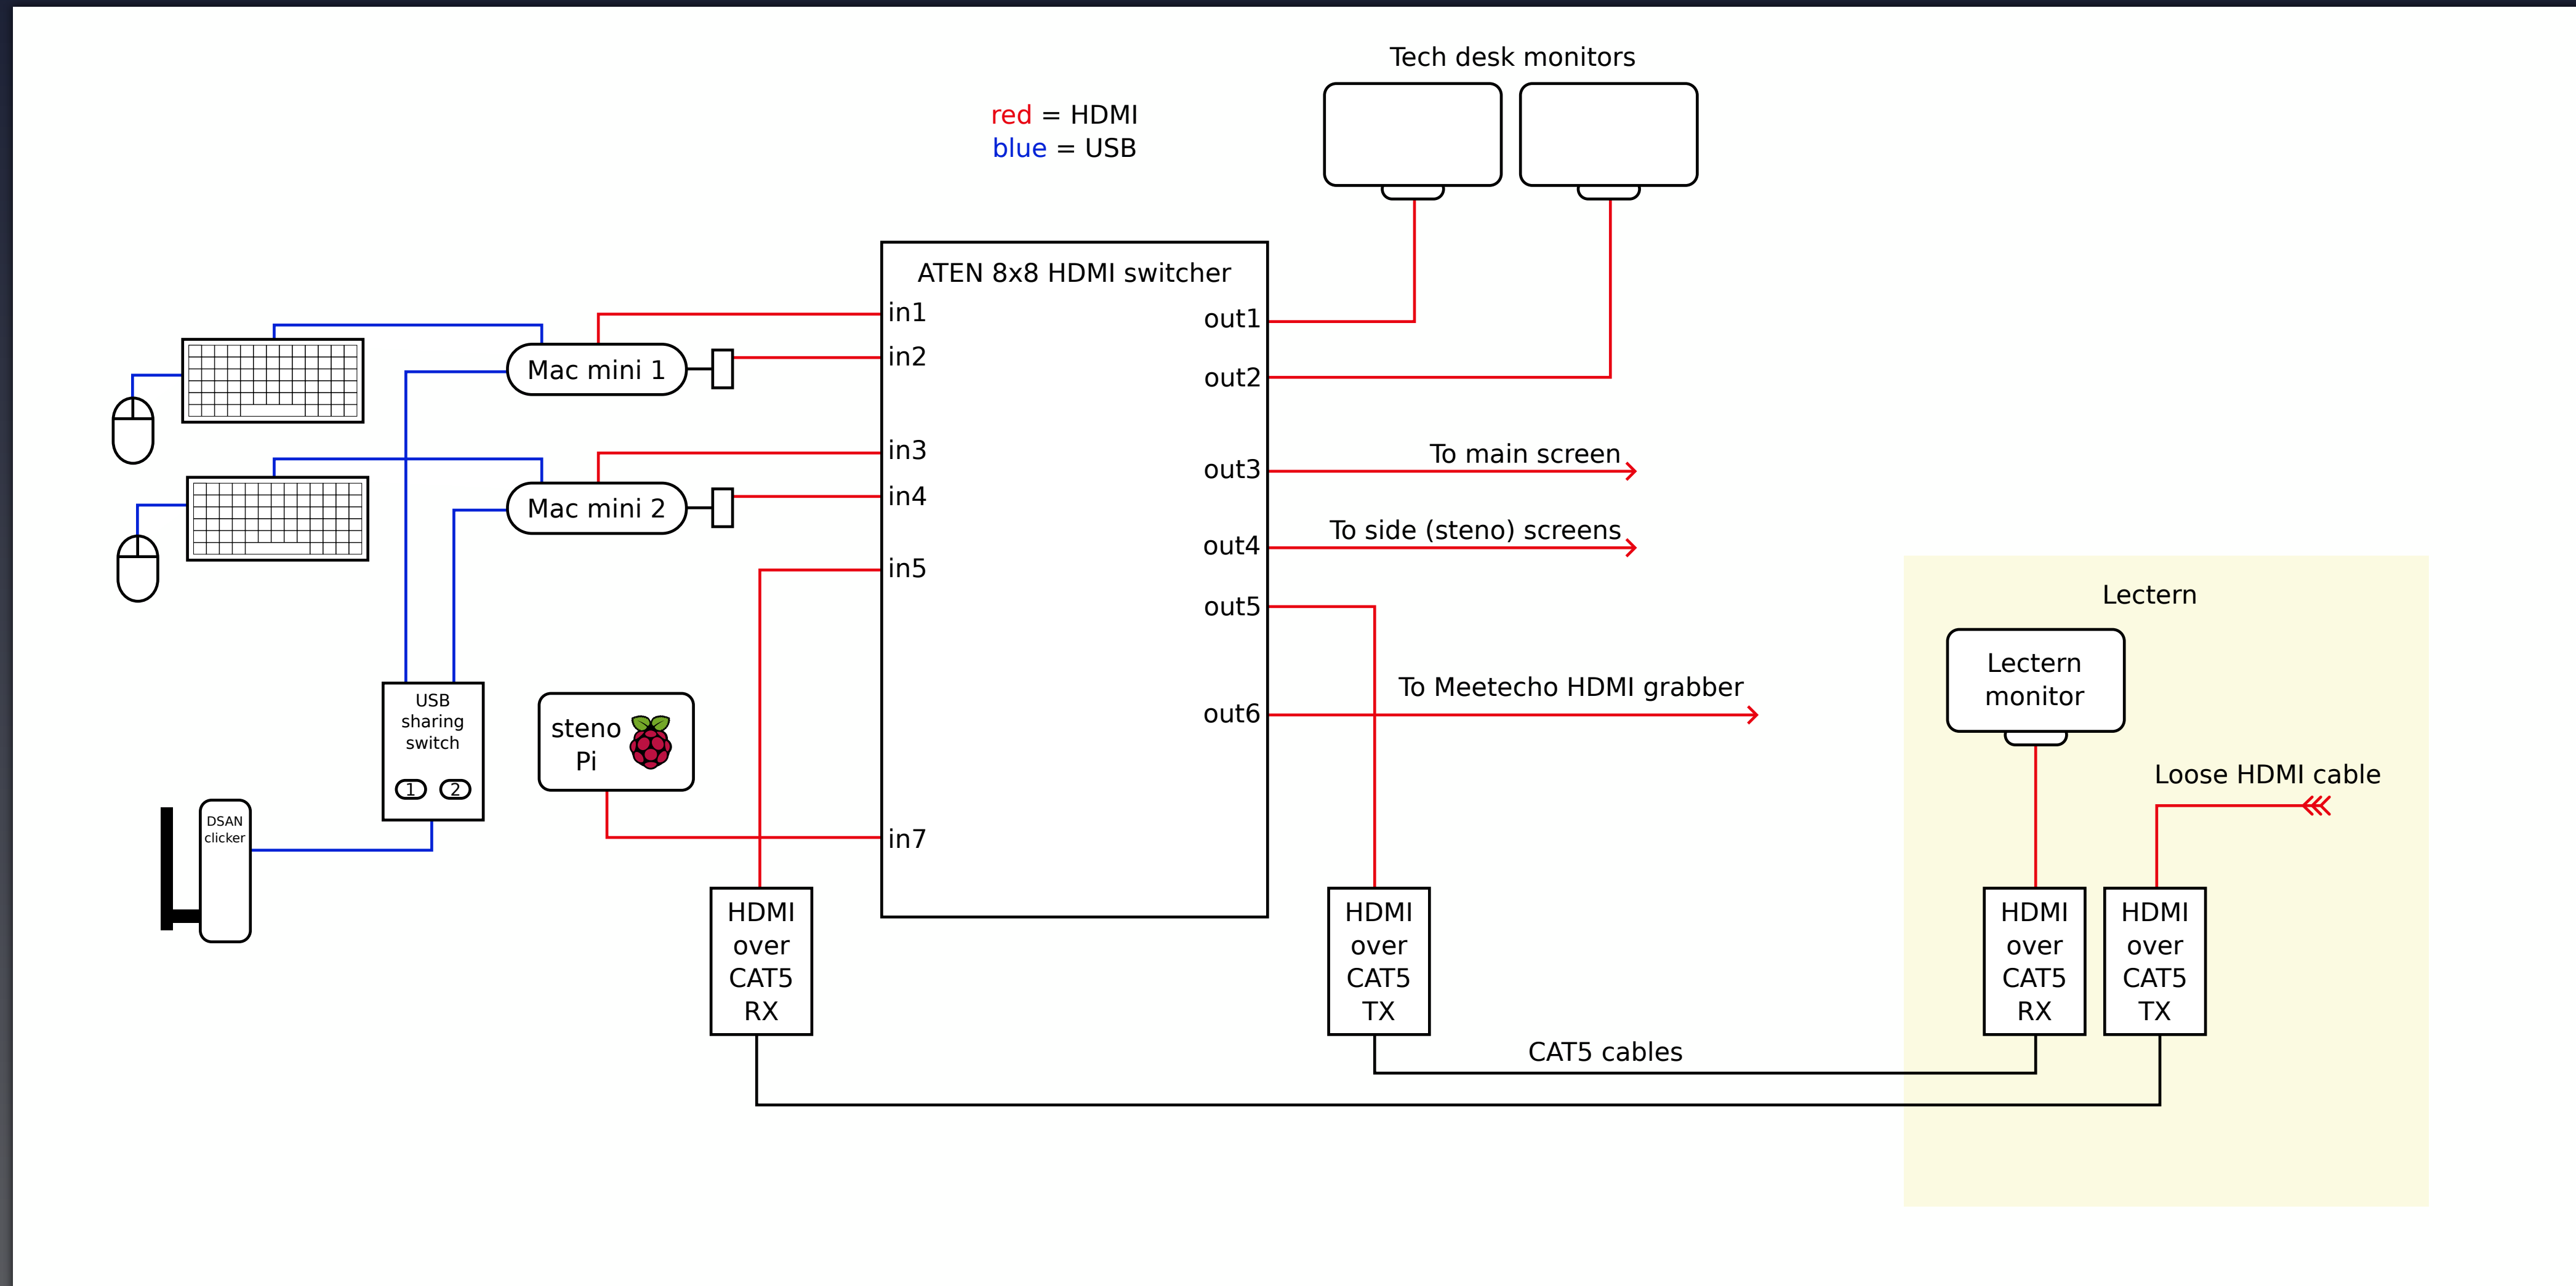 Tech desk monitors
red = HDMI
blue = USB
ATEN 8x8 HDMI switcher
in1
in2
in3
in4
in5
in7
out1
out2
out3
out4
out5
out6
Mac mini 1
Mac mini 2
To main screen
To side (steno) screens
To Meetecho HDMI grabber
USB
sharing
switch
1 2
steno
Pi
DSAN
clicker
Lectern
Lectern
monitor
Loose HDMI cable
HDMI
over
CAT5
RX
HDMI
over
CAT5
TX
HDMI
over
CAT5
RX
HDMI
over
CAT5
TX
CAT5 cables